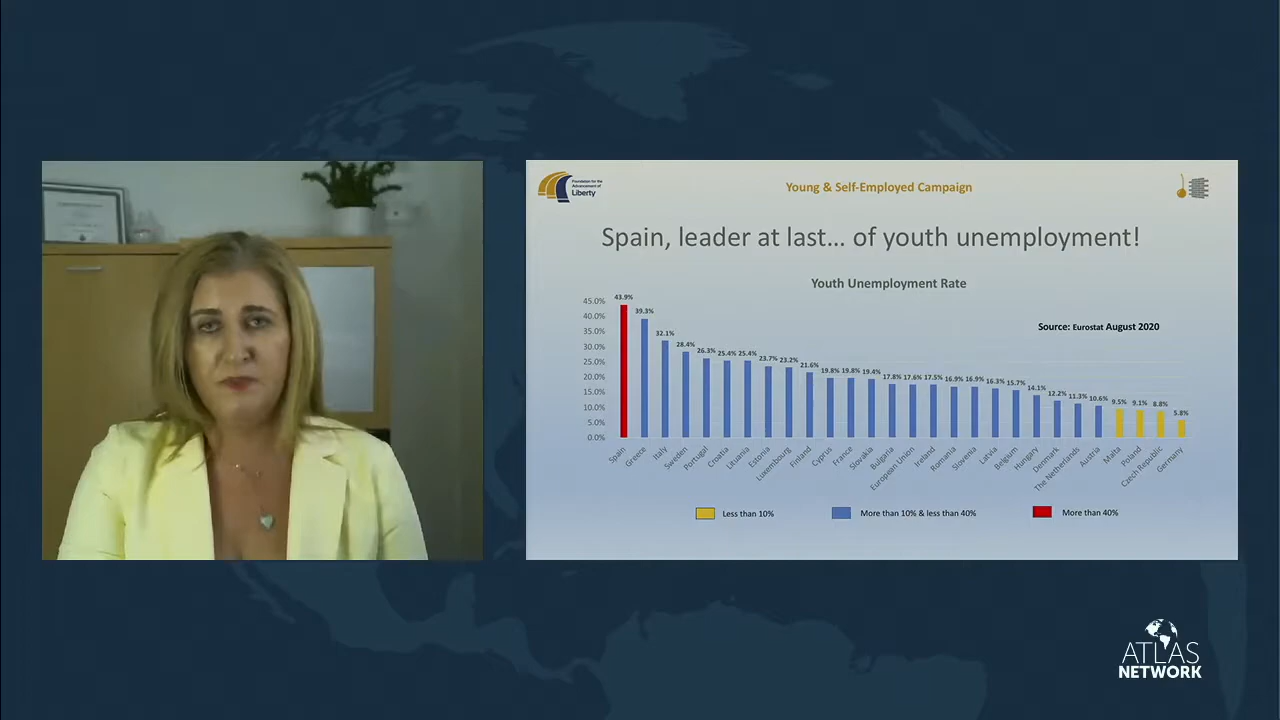 Foundation for the
Advancement of
Liberty
Young & Self-Employed Campaign
Spain, leader at last... of youth unemployment!
Youth Unemployment Rate
Source: Eurostat August 2020
45.0%
40.0%
35.0%
30.0%
25.0%
20.0%
15.0%
10.0%
5.0%
0.0%
43.9% 39.3% 32.1% 28.4% 26.3% 25.4% 25.4% 23.7% 23.2% 21.6% 19.8% 19.8% 19.4% 17.8% 17.6% 17.5% 16.9% 16.9% 16.3% 15.7% 14.1% 12.2% 11.3% 10.6% 9.5% 9.1% 8.8% 5.8%
Spain Greece Italy Sweden Portugal Croatia Lituania Estonia Luxembourg Finland Cyprus France Slovakia Bulgaria European Union Ireland Romania Slovenia Latvia Belgium Hungary Denmark The Netherlands Austria Malta Poland Czech Republic Germany
Less than 10% More than 10% & less than 40% More than 40%
ATLAS
NETWORK